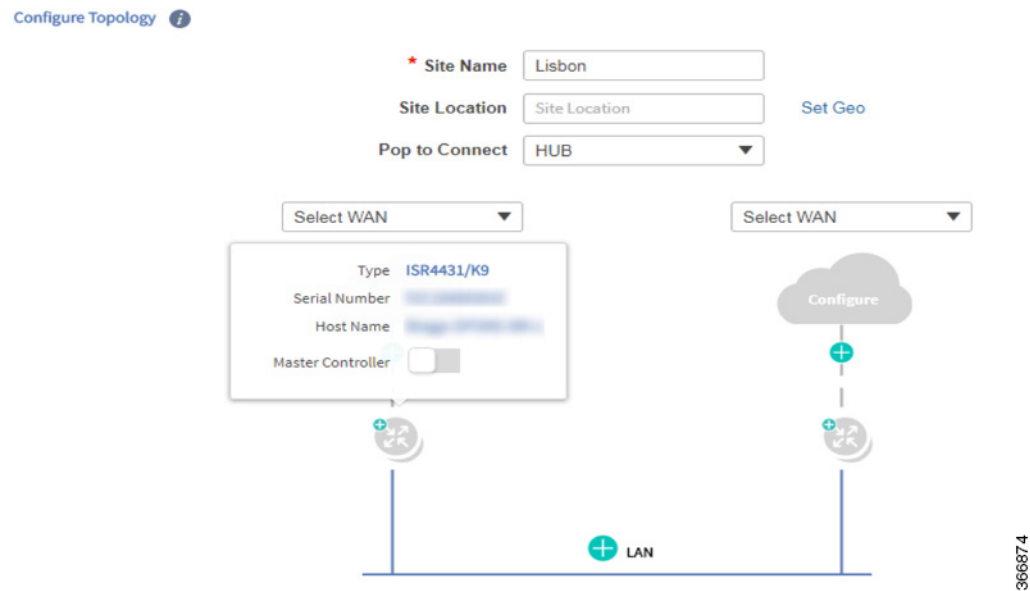 Configure Topology i
* Site Name Lisbon
Site Location Site Location Set Geo
Pop to Connect HUB
Select WAN Select WAN
Type ISR4431/K9
Serial Number
Host Name
Master Controller
Configure
LAN
366874